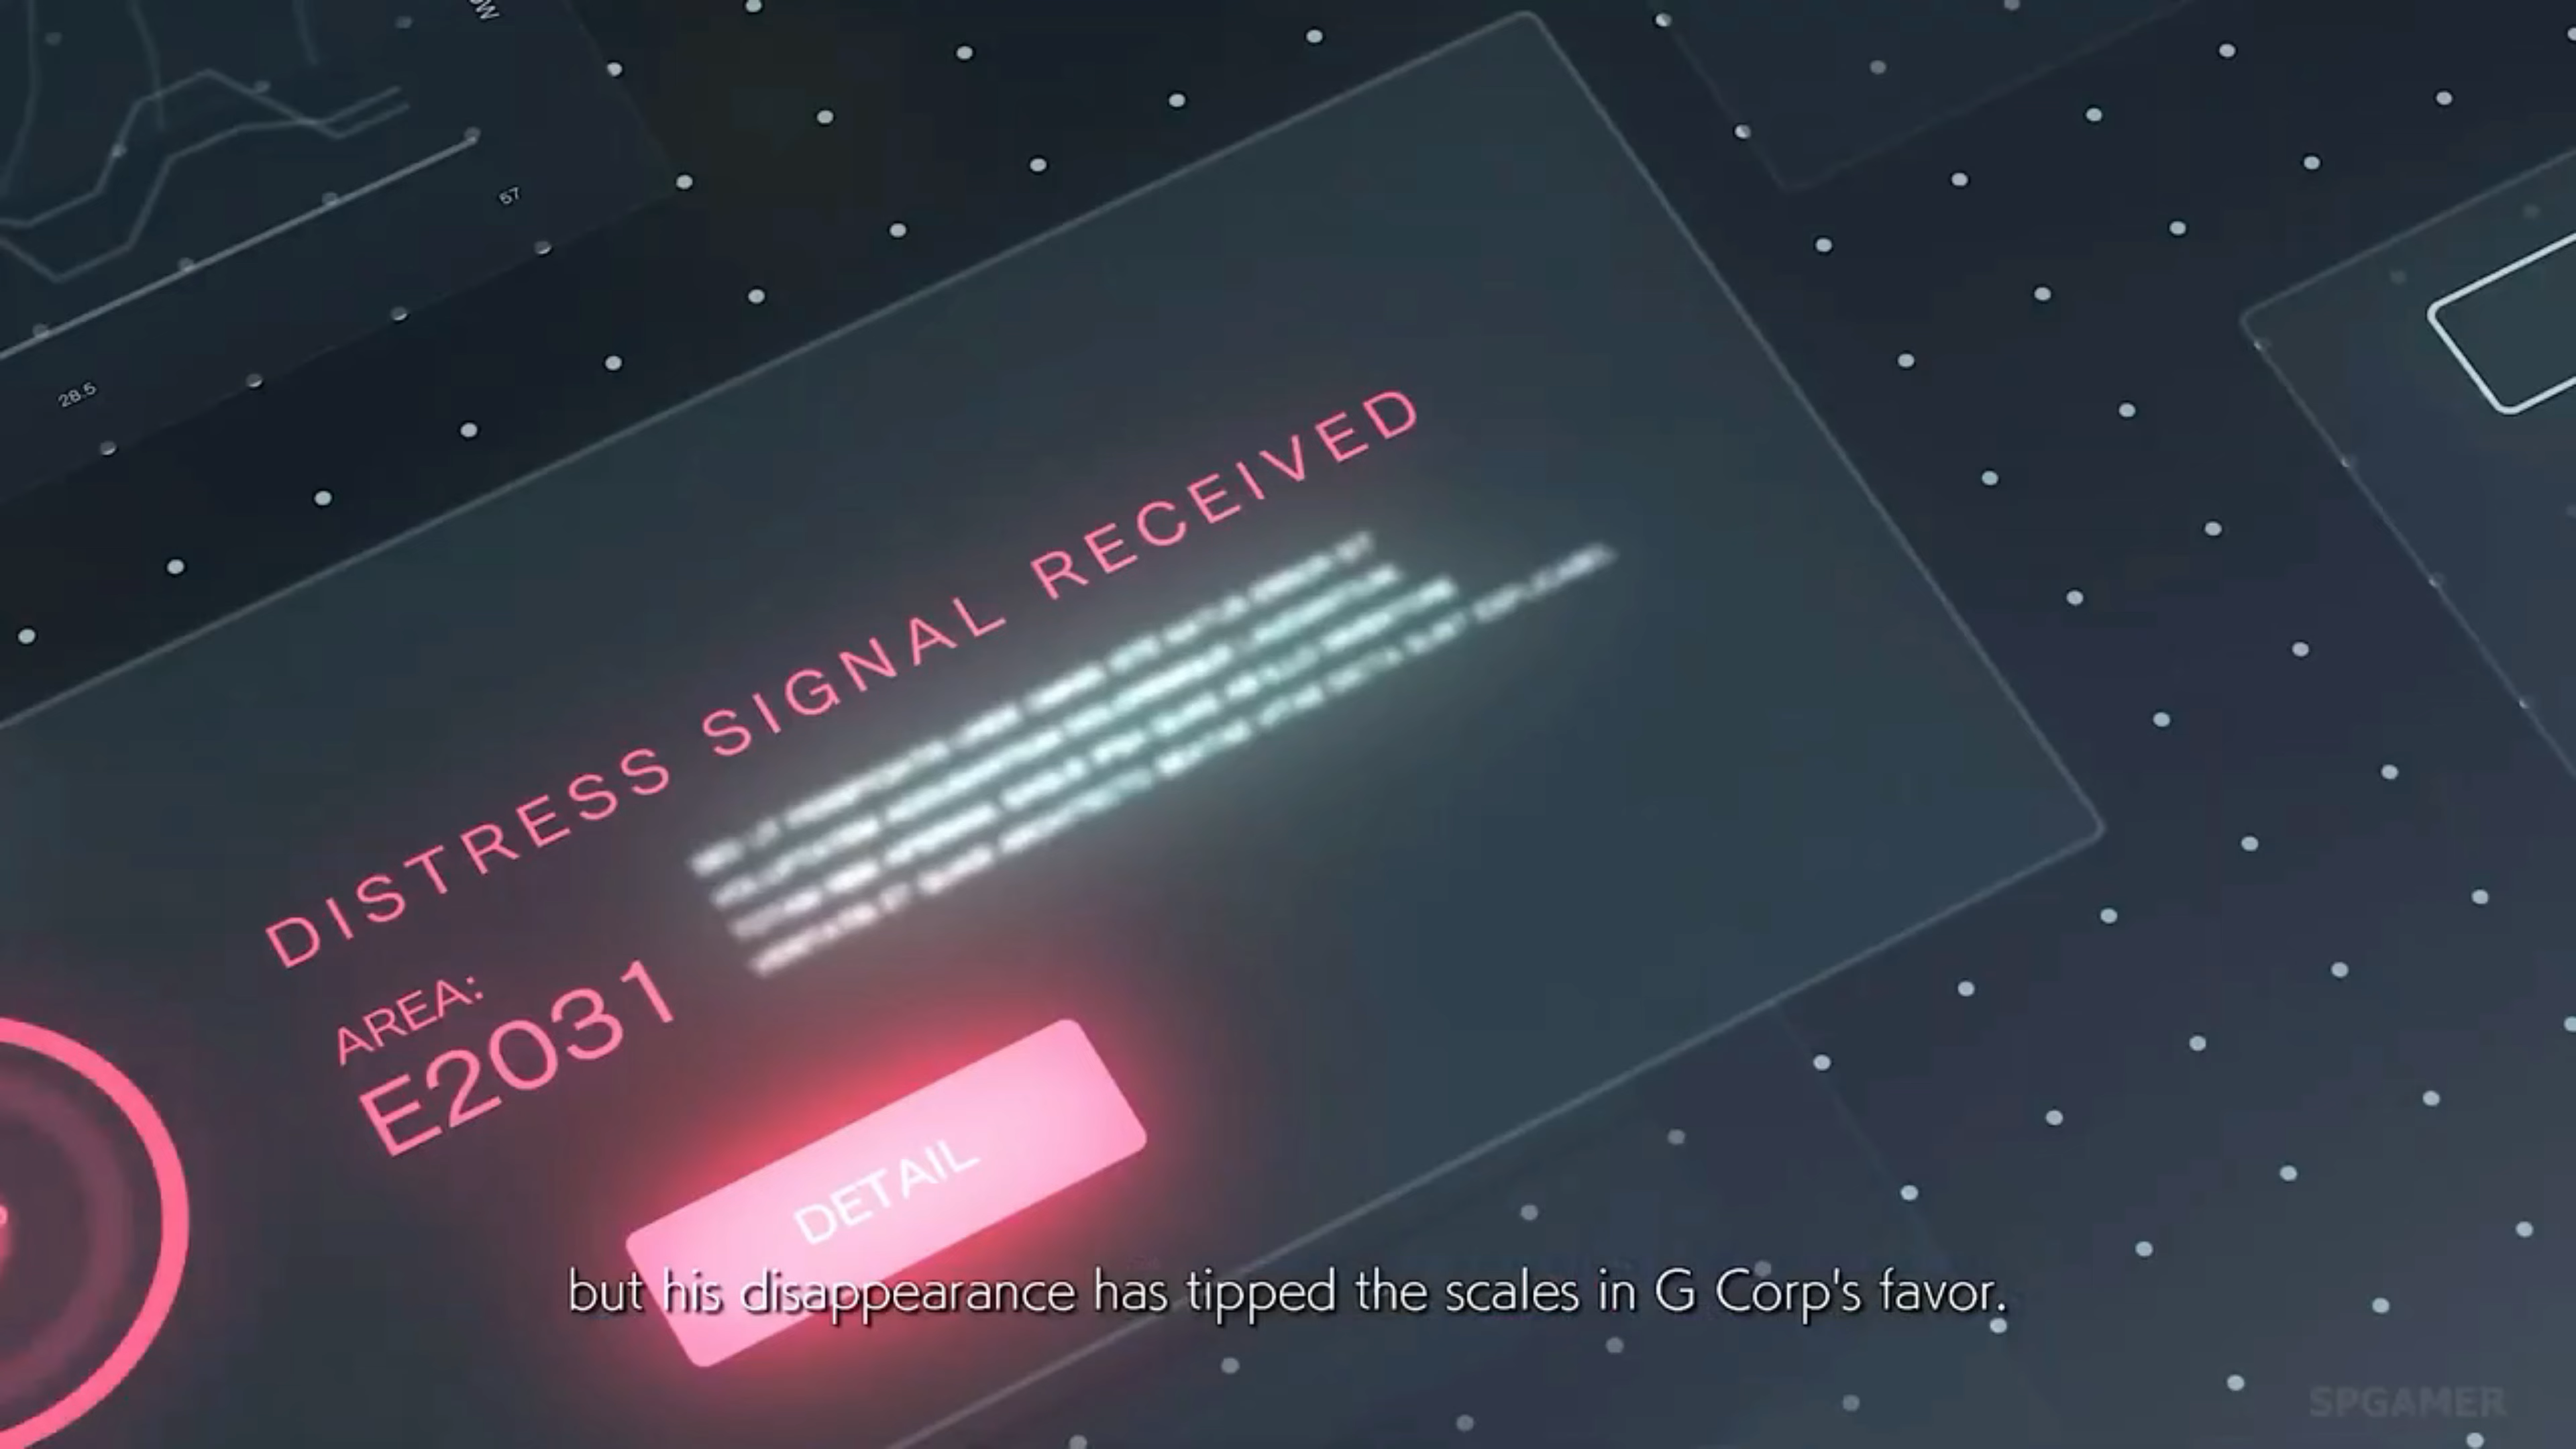 57
28.5
DISTRESS SIGNAL RECEIVED
AREA:
E2031
DETAIL
but his disappearance has tipped the scales in G Corp's favor.
SPGAMER